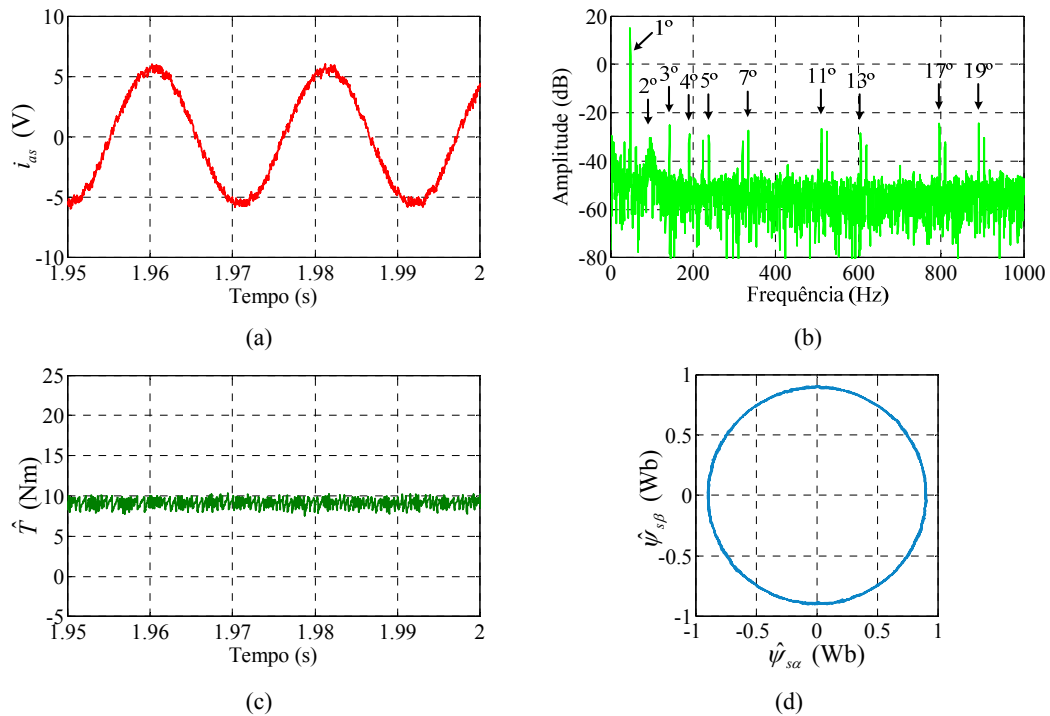 10
5
0
-5
-10
1.95
1.96
1.97
1.98
1.99
2
i_as (V)
Tempo (s)
(a)
20
0
-20
-40
-60
-80
0
200
400
600
800
1000
Amplitude (dB)
Frequência (Hz)
1º
2º
3º
4º
5º
7º
11º
13º
17º
19º
(b)
25
20
15
10
5
0
-5
1.95
1.96
1.97
1.98
1.99
2
T̂ (Nm)
Tempo (s)
(c)
1
0.5
0
-0.5
-1
-1
-0.5
0
0.5
1
ψ̂_sβ (Wb)
ψ̂_sα (Wb)
(d)